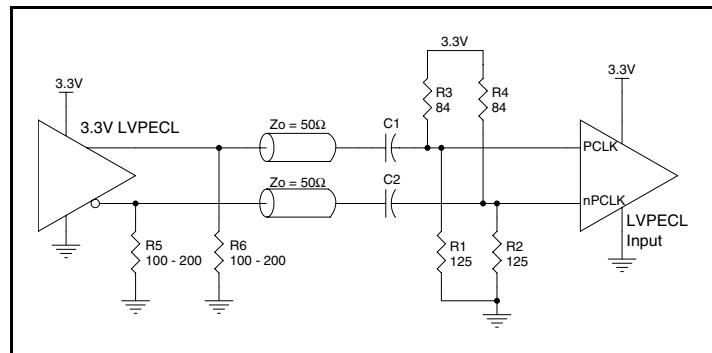 3.3V
3.3V
3.3V
3.3V LVPECL
R3
84
R4
84
Zo = 50Ω
C1
PCLK
Zo = 50Ω
C2
nPCLK
LVPECL
Input
R5
100 - 200
R6
100 - 200
R1
125
R2
125